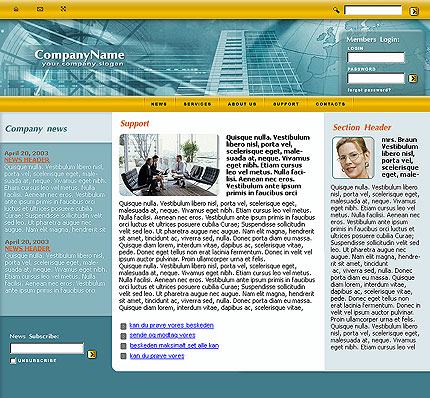 CompanyName
your company slogan
Members Login:
LOGIN
PASSWORD
forgot password?
NEWS
SERVICES
ABOUT US
SUPPORT
CONTACTS
Company news
April 20, 2003
NEWS HEADER
Quisque nulla. Vestibulum libero nisl,
porta vel, scelerisque eget, male-
suada at, neque. Vivamus eget nibh.
Etiam cursus leo vel metus. Nulla
facilisi. Aenean nec eros. Vestibulum
ante ipsum primis in faucibus orci
luctus et ultrices posuere cubilia
Curae; Suspendisse sollicitudin velit
sed leo. Ut pharetra augue nec
augue. Nam elit magna, hendrerit sit
April 20, 2003
NEWS HEADER
Quisque nulla. Vestibulum libero nisl,
porta vel, scelerisque eget, male-
suada at, neque. Vivamus eget nibh.
Etiam cursus leo vel metus. Nulla
facilisi. Aenean nec eros. Vestibulum
ante ipsum primis in faucibus orci
News Subscribe:
UNSUBSCRIBE
Support
Quisque nulla. Vestibulum
libero nisl, porta vel,
scelerisque eget, male-
suada at, neque. Vivamus
eget nibh. Etiam cursus
leo vel metus. Nulla faci-
lisi. Aenean nec eros.
Vestibulum ante ipsum
primis in faucibus orci
Quisque nulla. Vestibulum libero nisl, porta vel, scelerisque eget,
malesuada at, neque. Vivamus eget nibh. Etiam cursus leo vel metus.
Nulla facilisi. Aenean nec eros. Vestibulum ante ipsum primis in faucibus
orci luctus et ultrices posuere cubilia Curae; Suspendisse sollicitudin
velit sed leo. Ut pharetra augue nec augue. Nam elit magna, hendrerit
sit amet, tincidunt ac, viverra sed, nulla. Donec porta diam eu massa.
Quisque diam lorem, interdum vitae, dapibus ac, scelerisque vitae,
pede. Donec eget tellus non erat lacinia fermentum. Donec in velit vel
ipsum auctor pulvinar. Proin ullamcorper urna et felis.
Vestibulum libero nisl, porta vel, scelerisque eget,
malesuada at, neque. Vivamus eget nibh. Etiam cursus leo vel metus.
Nulla facilisi. Aenean nec eros. Vestibulum ante ipsum primis in faucibus
orci luctus et ultrices posuere cubilia Curae; Suspendisse sollicitudin
velit sed leo. Ut pharetra augue nec augue. Nam elit magna, hendrerit
sit amet, tincidunt ac, viverra sed, nulla. Donec porta diam eu massa.
Quisque diam lorem, interdum vitae, dapibus ac, scelerisque vitae,
kan du prøve vores beskeden
sende og modtag vores
beskeden maksimalt set alle kan
kan du prøve vores
Section Header
mrs. Braun
Vestibulum
libero nisl,
porta vel,
scelerisque
eget, male-
Quisque nulla. Vestibulum libero
nisl, porta vel, scelerisque eget,
malesuada at, neque. Vivamus
eget nibh. Etiam cursus leo vel
metus. Nulla facilisi. Aenean nec
eros. Vestibulum ante ipsum
primis in faucibus orci luctus et
ultrices posuere cubilia Curae;
Suspendisse sollicitudin velit sed
leo. Ut pharetra augue nec
augue. Nam elit magna, hendrerit
sit amet, tincidunt
ac, viverra sed, nulla. Donec
porta diam eu massa. Quisque
diam lorem, interdum vitae,
dapibus ac, scelerisque vitae,
pede. Donec eget tellus non
erat lacinia fermentum. Donec in
velit vel ipsum auctor pulvinar.
Proin ullamcorper urna et felis.
Vestibulum libero nisl, porta vel,
scelerisque eget, malesuada at,
neque. Vivamus eget nibh.
Etiam cursus leo vel